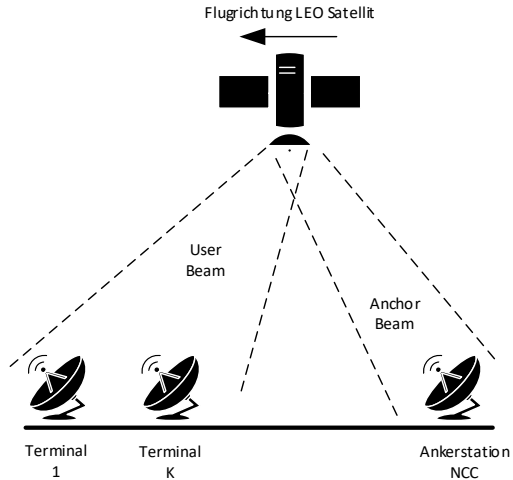 Flugrichtung LEO Satellit
User
Beam
Anchor
Beam
Terminal
1
Terminal
K
Ankerstation
NCC